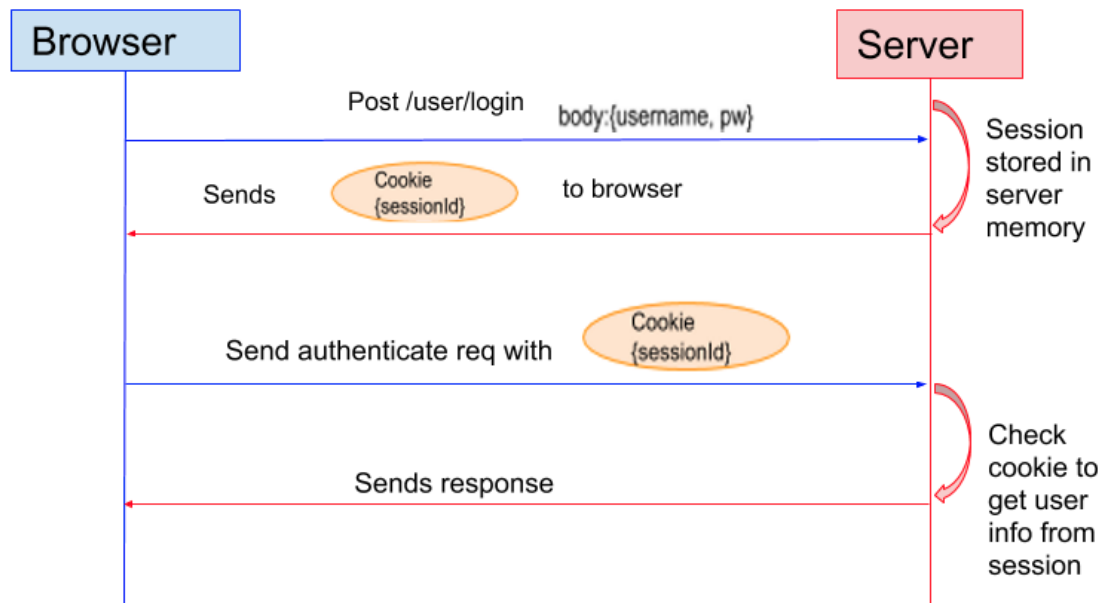 Browser
Server
Post /user/login
body:{username, pw}
Session
stored in
server
memory
Sends
Cookie
{sessionId}
to browser
Send authenticate req with
Cookie
{sessionId}
Check
cookie to
get user
info from
session
Sends response